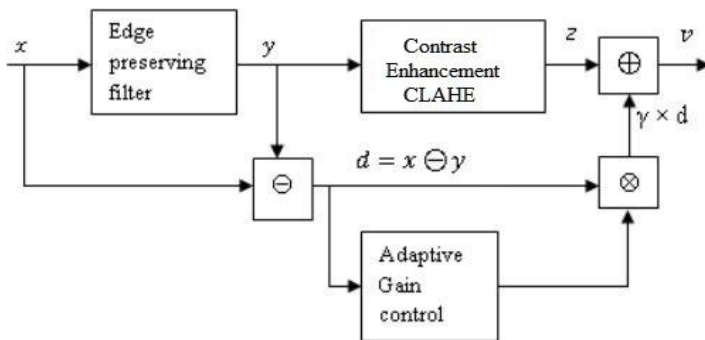 x
Edge
preserving
filter
y
Contrast
Enhancement
CLAHE
z
⊕
v
γ × d
⊖
d = x ⊖ y
⊗
Adaptive
Gain
control